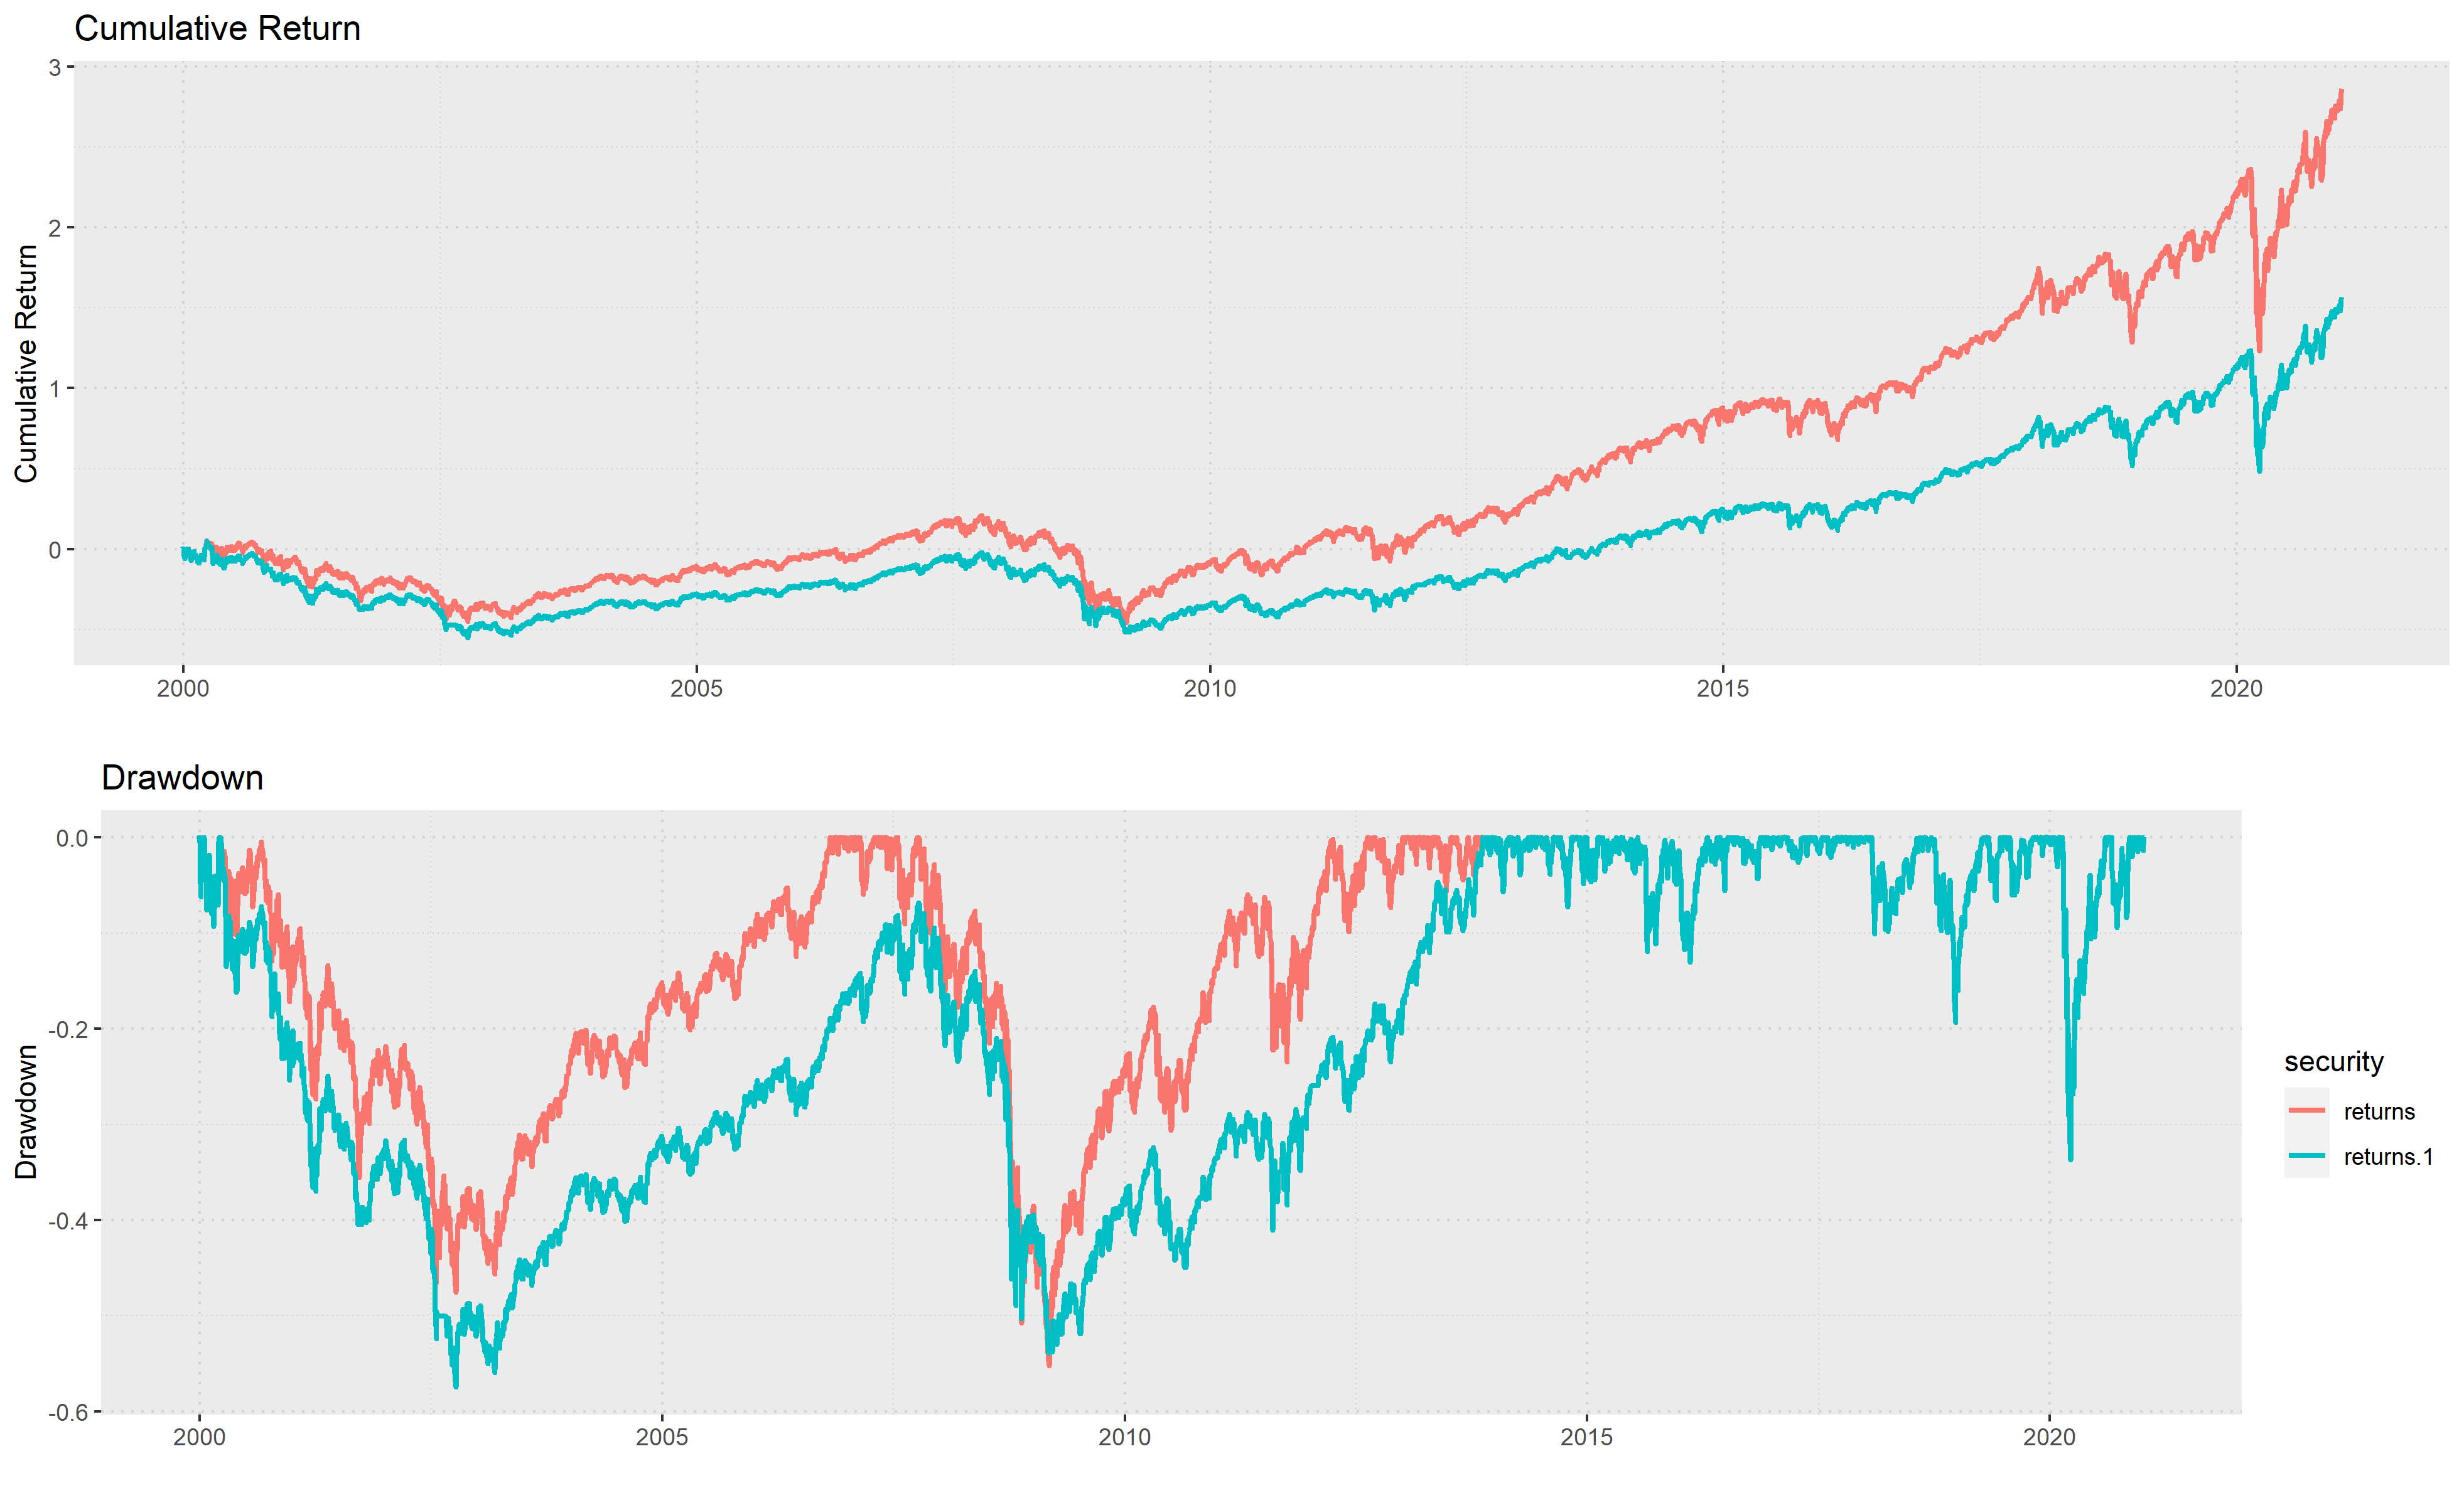 Cumulative Return
Cumulative Return
3
2
1
0
2000 2005 2010 2015 2020
Drawdown
Drawdown
0.0
-0.2
-0.4
-0.6
2000 2005 2010 2015 2020
security
returns
returns.1